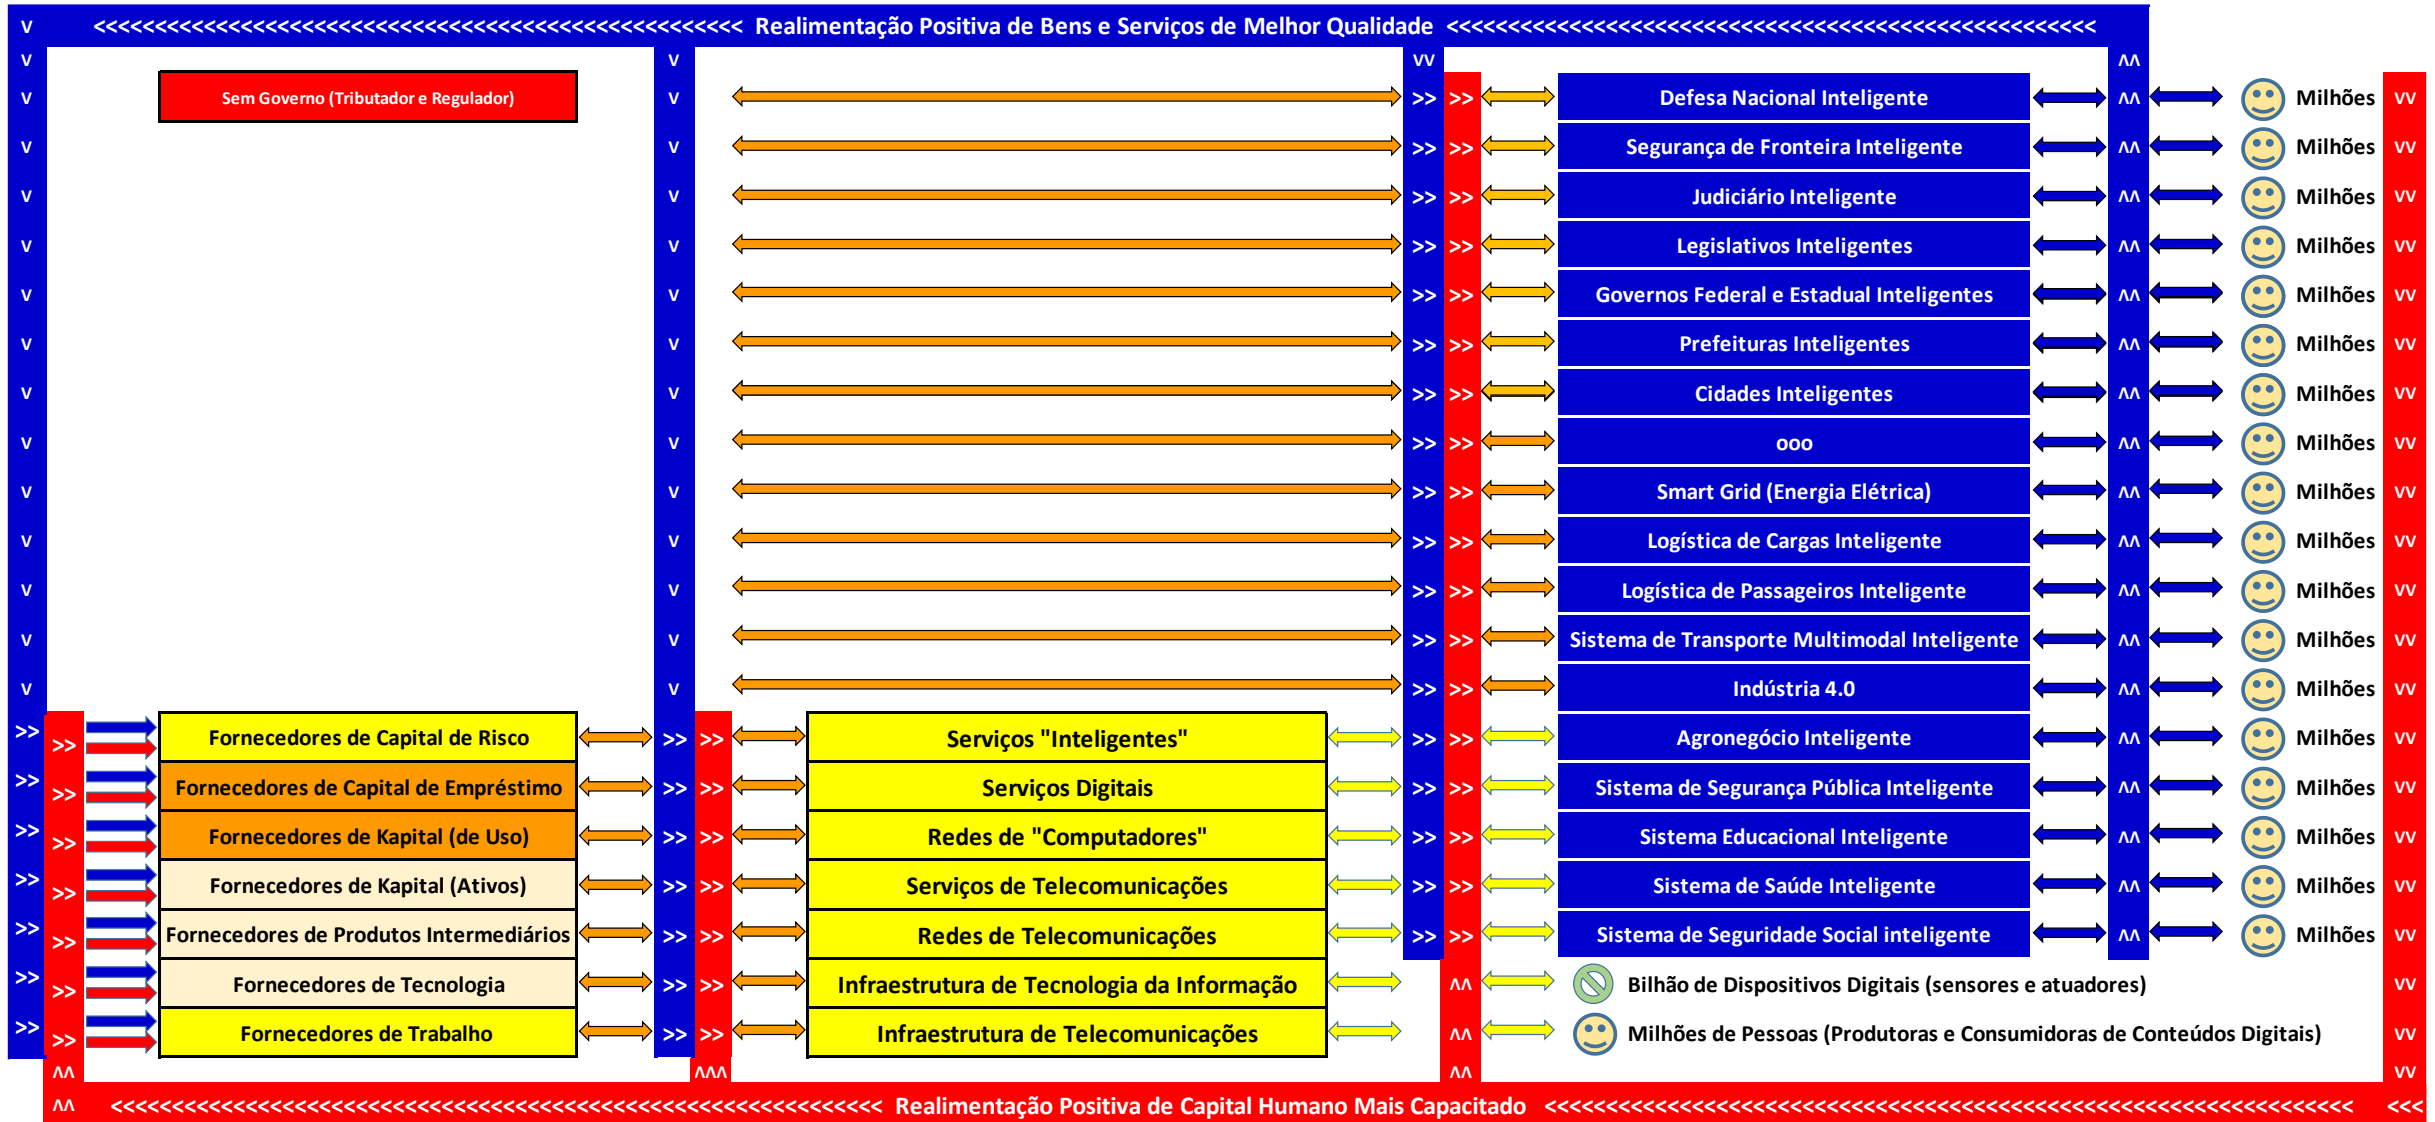 Realimentação Positiva de Bens e Serviços de Melhor Qualidade
Sem Governo (Tributador e Regulador)
Defesa Nacional Inteligente
Milhões
Segurança de Fronteira Inteligente
Milhões
Judiciário Inteligente
Milhões
Legislativos Inteligentes
Milhões
Governos Federal e Estadual Inteligentes
Milhões
Prefeituras Inteligentes
Milhões
Cidades Inteligentes
Milhões
ooo
Milhões
Smart Grid (Energia Elétrica)
Milhões
Logística de Cargas Inteligente
Milhões
Logística de Passageiros Inteligente
Milhões
Sistema de Transporte Multimodal Inteligente
Milhões
Indústria 4.0
Milhões
Fornecedores de Capital de Risco
Serviços "Inteligentes"
Agronegócio Inteligente
Milhões
Fornecedores de Capital de Empréstimo
Serviços Digitais
Sistema de Segurança Pública Inteligente
Milhões
Fornecedores de Kapital (de Uso)
Redes de "Computadores"
Sistema Educacional Inteligente
Milhões
Fornecedores de Kapital (Ativos)
Serviços de Telecomunicações
Sistema de Saúde Inteligente
Milhões
Fornecedores de Produtos Intermediários
Redes de Telecomunicações
Sistema de Seguridade Social inteligente
Milhões
Fornecedores de Tecnologia
Infraestrutura de Tecnologia da Informação
Bilhão de Dispositivos Digitais (sensores e atuadores)
Fornecedores de Trabalho
Infraestrutura de Telecomunicações
Milhões de Pessoas (Produtoras e Consumidoras de Conteúdos Digitais)
Realimentação Positiva de Capital Humano Mais Capacitado